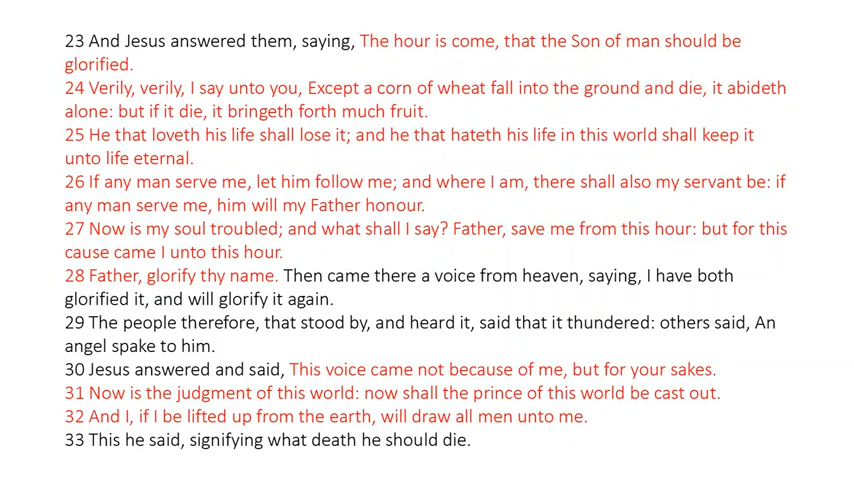 23 And Jesus answered them, saying, The hour is come, that the Son of man should be
glorified.
24 Verily, verily, I say unto you, Except a corn of wheat fall into the ground and die, it abideth
alone: but if it die, it bringeth forth much fruit.
25 He that loveth his life shall lose it; and he that hateth his life in this world shall keep it
unto life eternal.
26 If any man serve me, let him follow me; and where I am, there shall also my servant be: if
any man serve me, him will my Father honour.
27 Now is my soul troubled; and what shall I say? Father, save me from this hour: but for this
cause came I unto this hour.
28 Father, glorify thy name. Then came there a voice from heaven, saying, I have both
glorified it, and will glorify it again.
29 The people therefore, that stood by, and heard it, said that it thundered: others said, An
angel spake to him.
30 Jesus answered and said, This voice came not because of me, but for your sakes.
31 Now is the judgment of this world: now shall the prince of this world be cast out.
32 And I, if I be lifted up from the earth, will draw all men unto me.
33 This he said, signifying what death he should die.